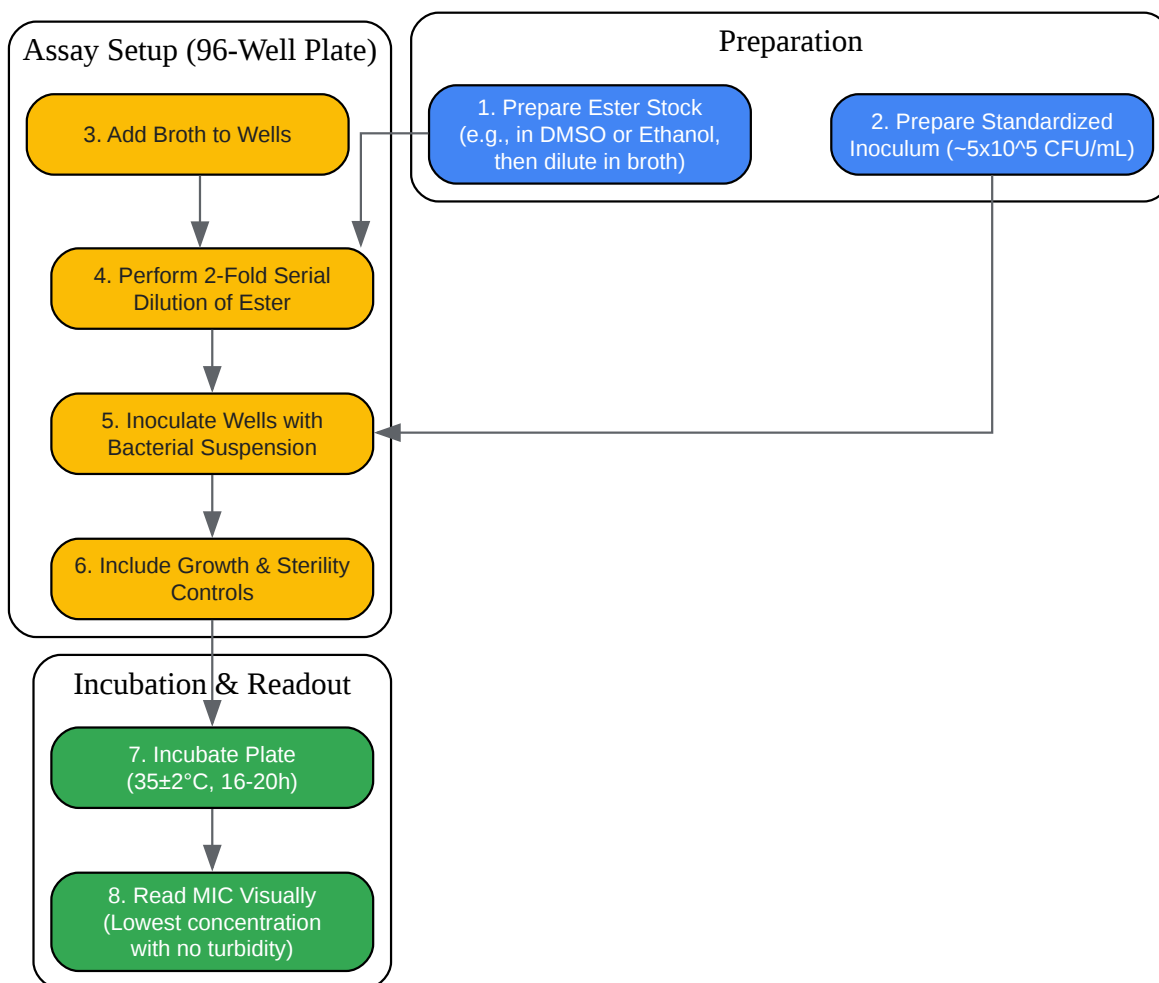 Assay Setup (96-Well Plate)
Preparation
1. Prepare Ester Stock
(e.g., in DMSO or Ethanol,
then dilute in broth)
2. Prepare Standardized
Inoculum (~5x10^5 CFU/mL)
3. Add Broth to Wells
4. Perform 2-Fold Serial
Dilution of Ester
5. Inoculate Wells with
Bacterial Suspension
6. Include Growth & Sterility
Controls
Incubation & Readout
7. Incubate Plate
(35±2°C, 16-20h)
8. Read MIC Visually
(Lowest concentration
with no turbidity)